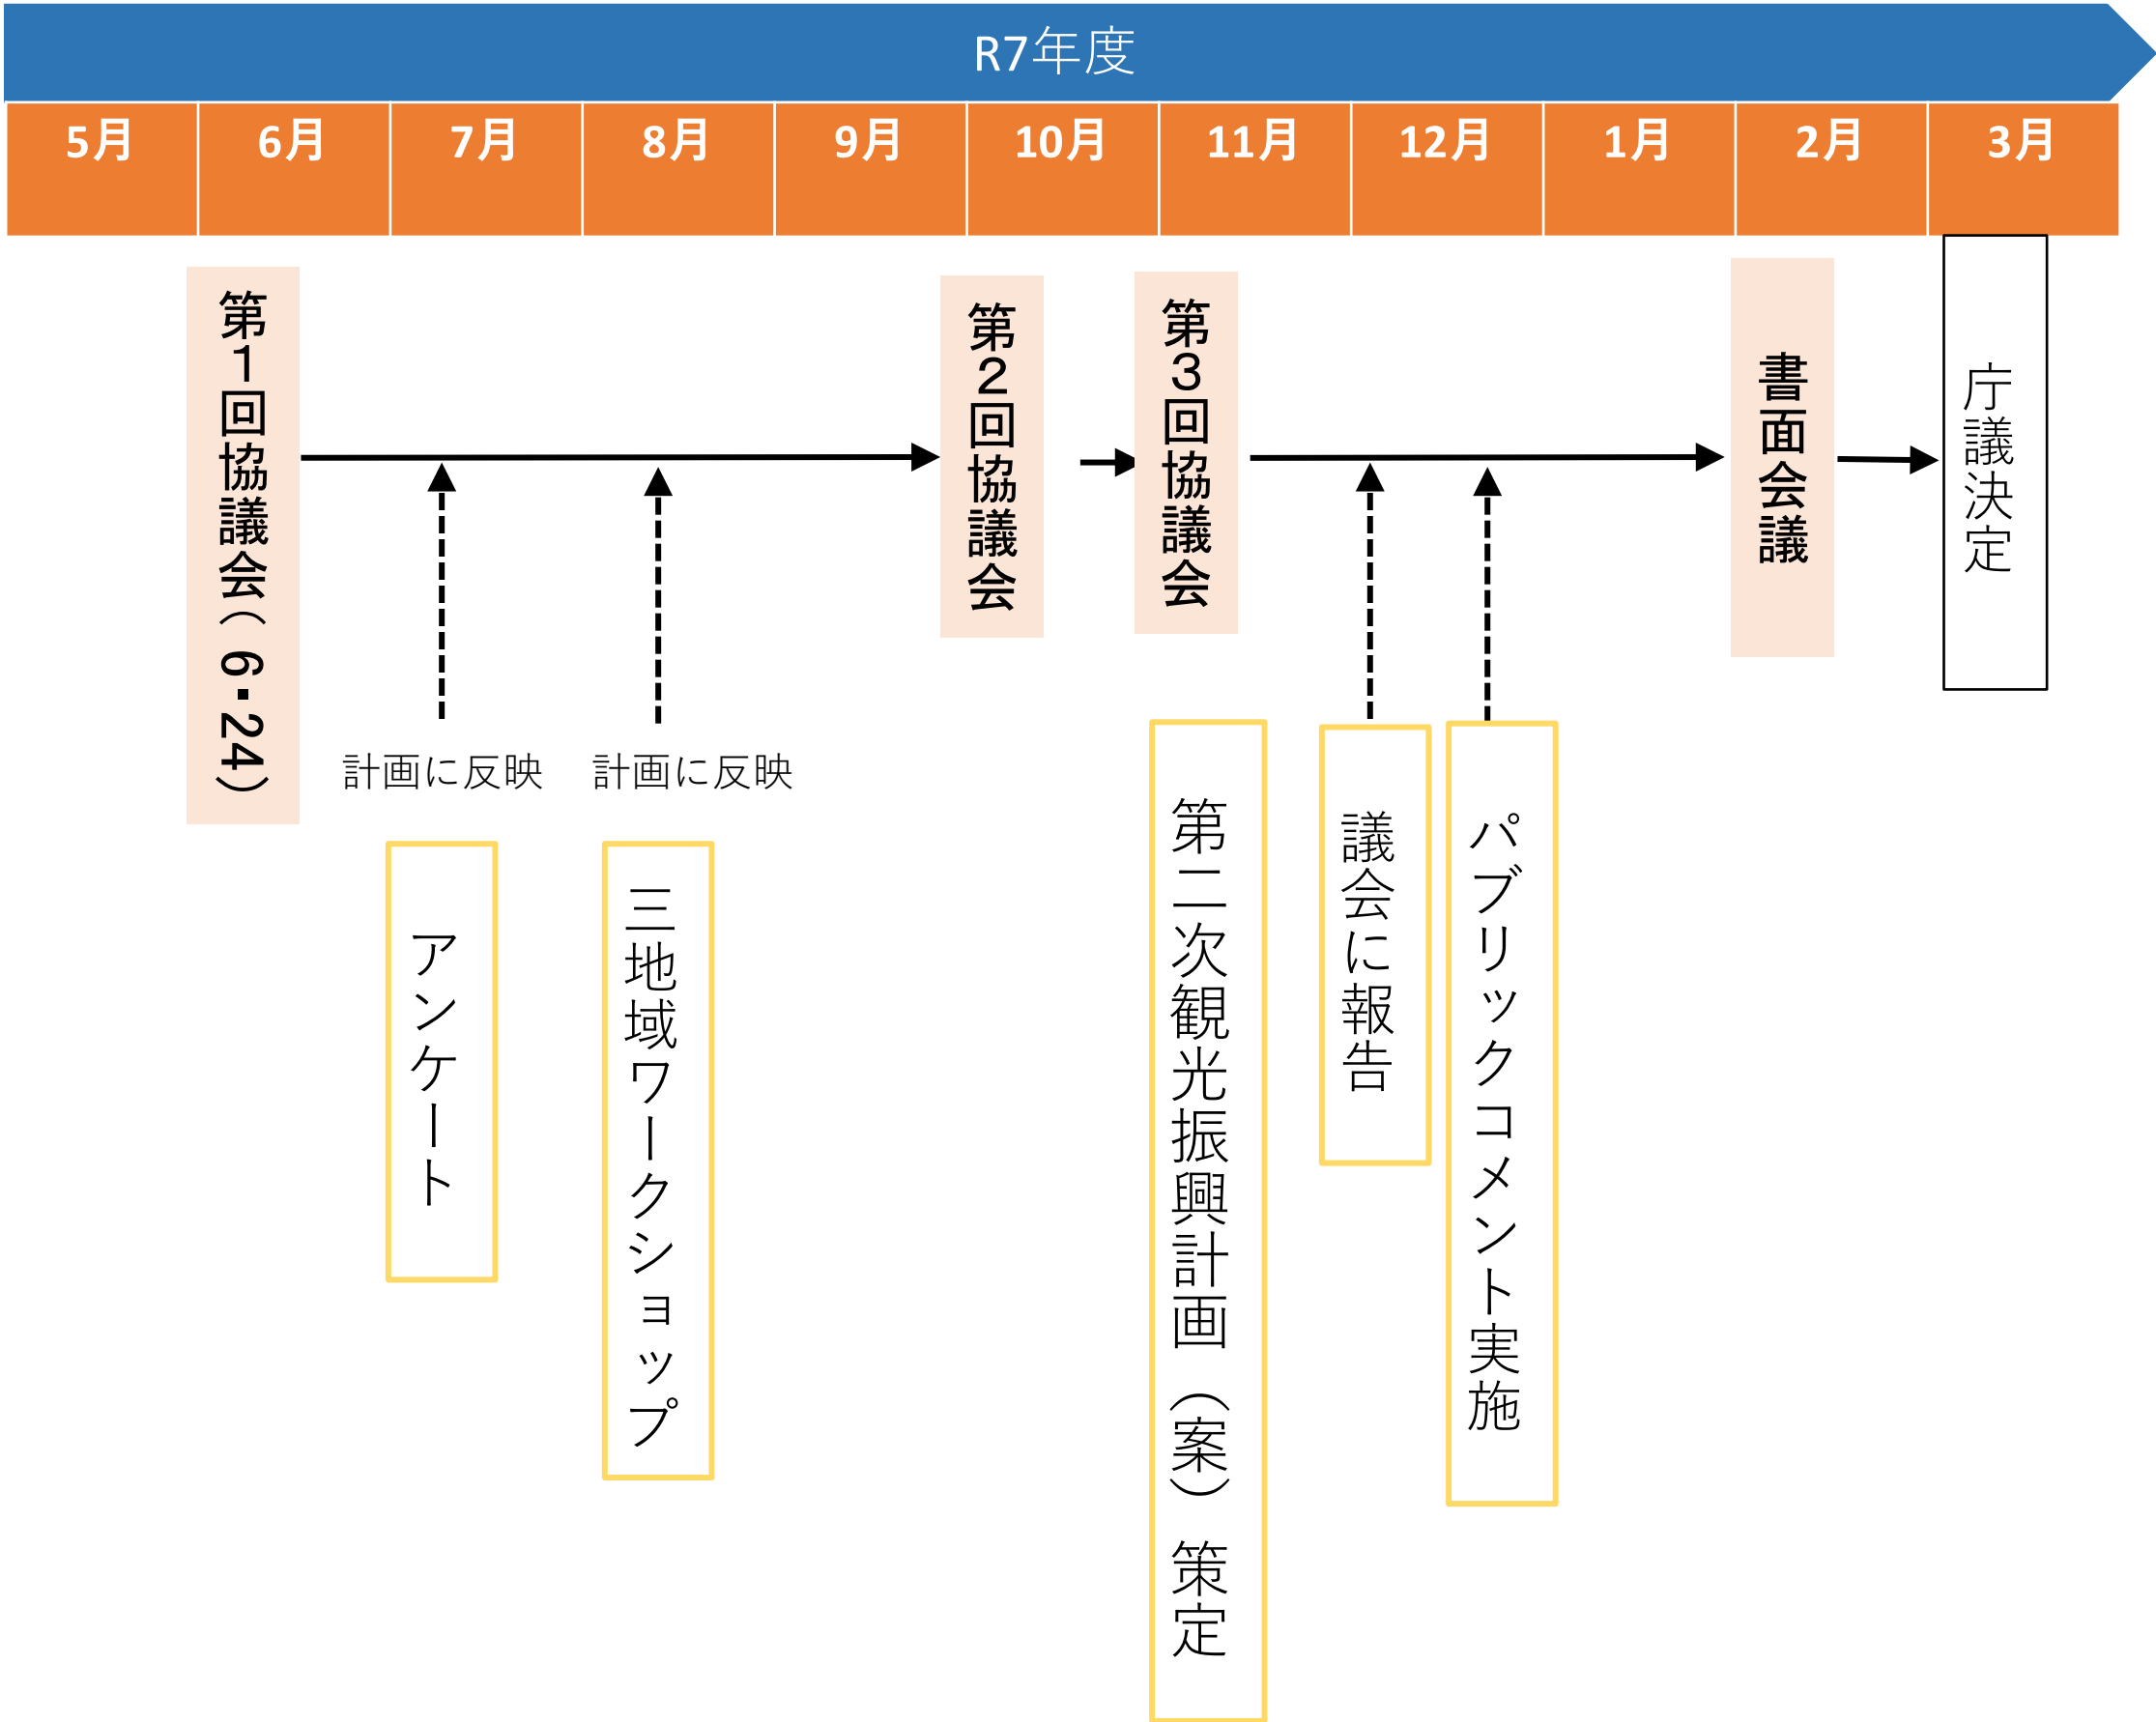 R7年度
5月 6月 7月 8月 9月 10月 11月 12月 1月 2月 3月
第1回協議会（6・24）
第2回協議会
第3回協議会
書面会議
庁議決定
計画に反映
計画に反映
アンケート
三地域ワークショップ
第二次観光振興計画（案）策定
議会に報告
パブリックコメント実施